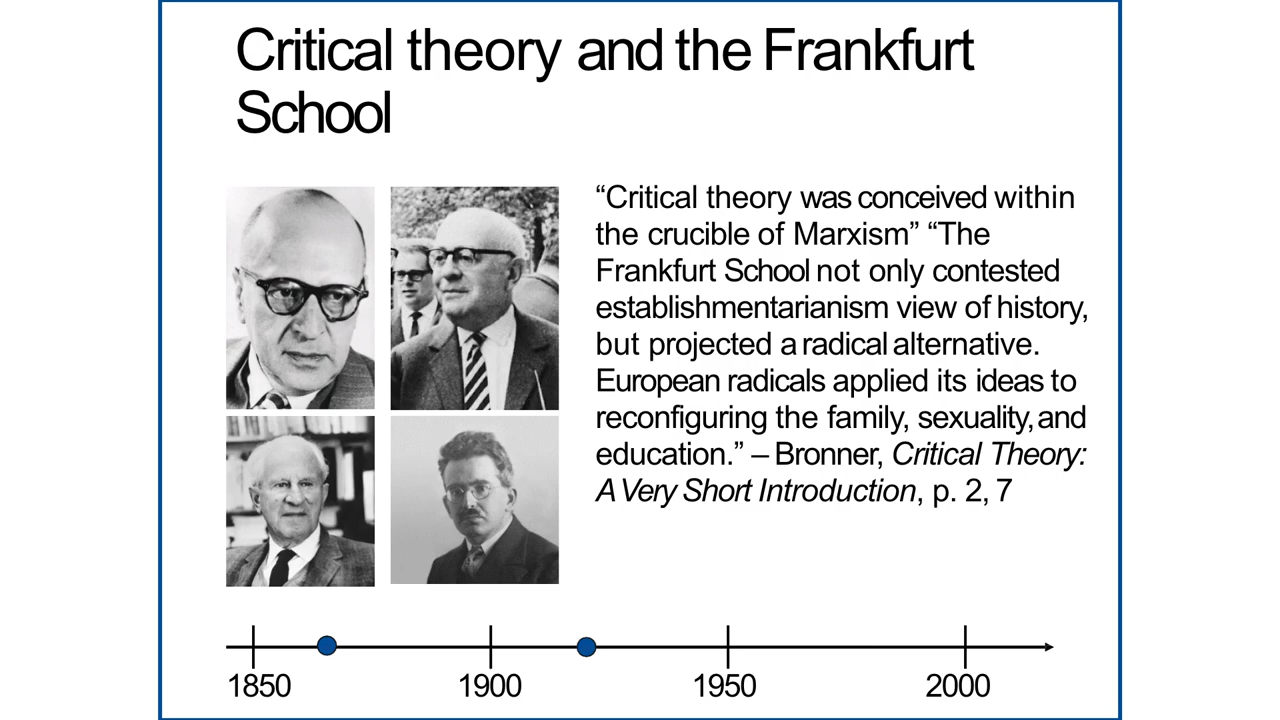 Critical theory and the Frankfurt
School
“Critical theory was conceived within
the crucible of Marxism” “The
Frankfurt School not only contested
establishmentarianism view of history,
but projected a radical alternative.
European radicals applied its ideas to
reconfiguring the family, sexuality, and
education.” – Bronner, Critical Theory:
A Very Short Introduction, p. 2, 7
1850 1900 1950 2000